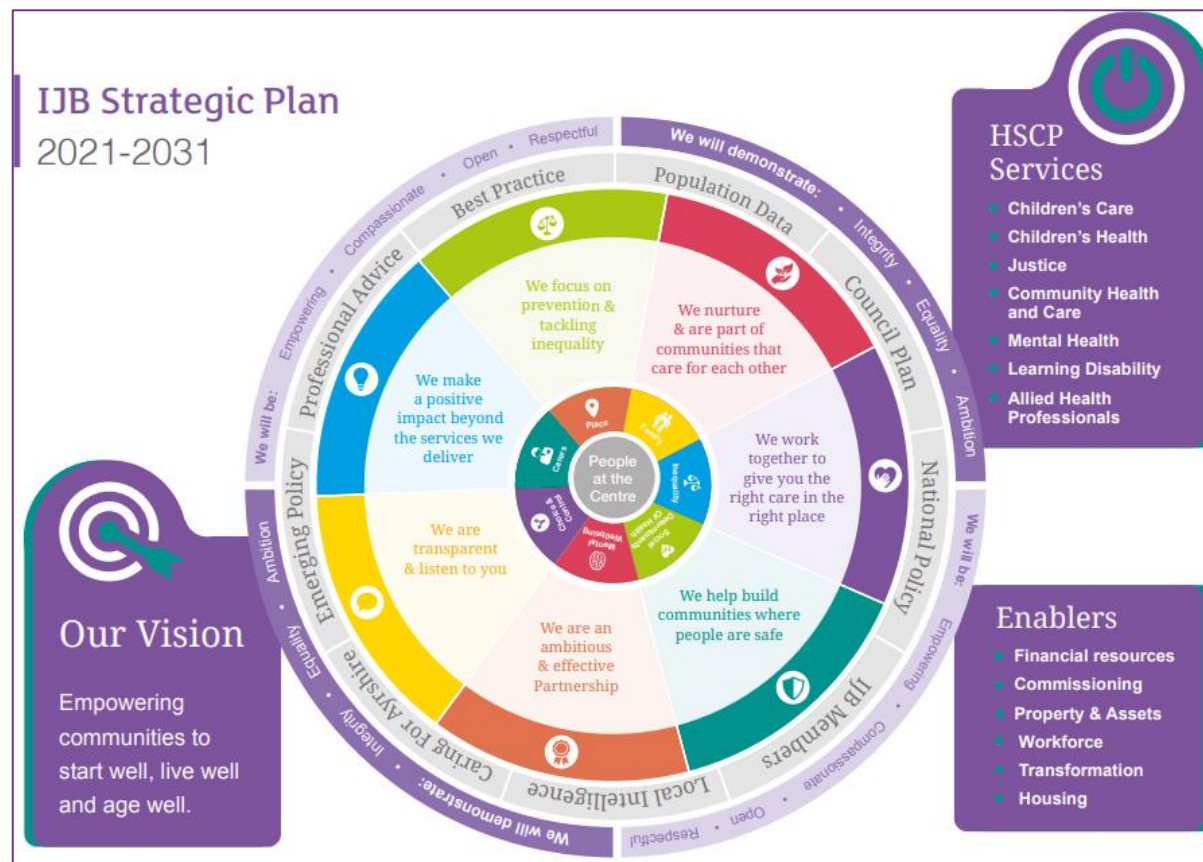 IJB Strategic Plan
2021-2031
We will be: Empowering • Compassionate • Open • Respectful
We will demonstrate: • Integrity • Equality • Ambition
We will be: Empowering • Compassionate • Open • Respectful
We will demonstrate: • Integrity • Equality • Ambition
Best Practice
Population Data
Council Plan
National Policy
IJB Members
Local Intelligence
Caring For Ayrshire
Emerging Policy
Professional Advice
We focus on
prevention &
tackling
inequality
We nurture
& are part of
communities that
care for each other
We work
together to
give you the
right care in the
right place
We help build
communities where
people are safe
We are an
ambitious
& effective
Partnership
We are
transparent
& listen to you
We make
a positive
impact beyond
the services we
deliver
Place
Family
Inequality
Social
Determinants
Of Health
Mental
Wellbeing
Choice &
Control
Carers
People
at the
Centre
Our Vision
Empowering
communities to
start well, live well
and age well.
HSCP
Services
Children's Care
Children's Health
Justice
Community Health
and Care
Mental Health
Learning Disability
Allied Health
Professionals
Enablers
Financial resources
Commissioning
Property & Assets
Workforce
Transformation
Housing